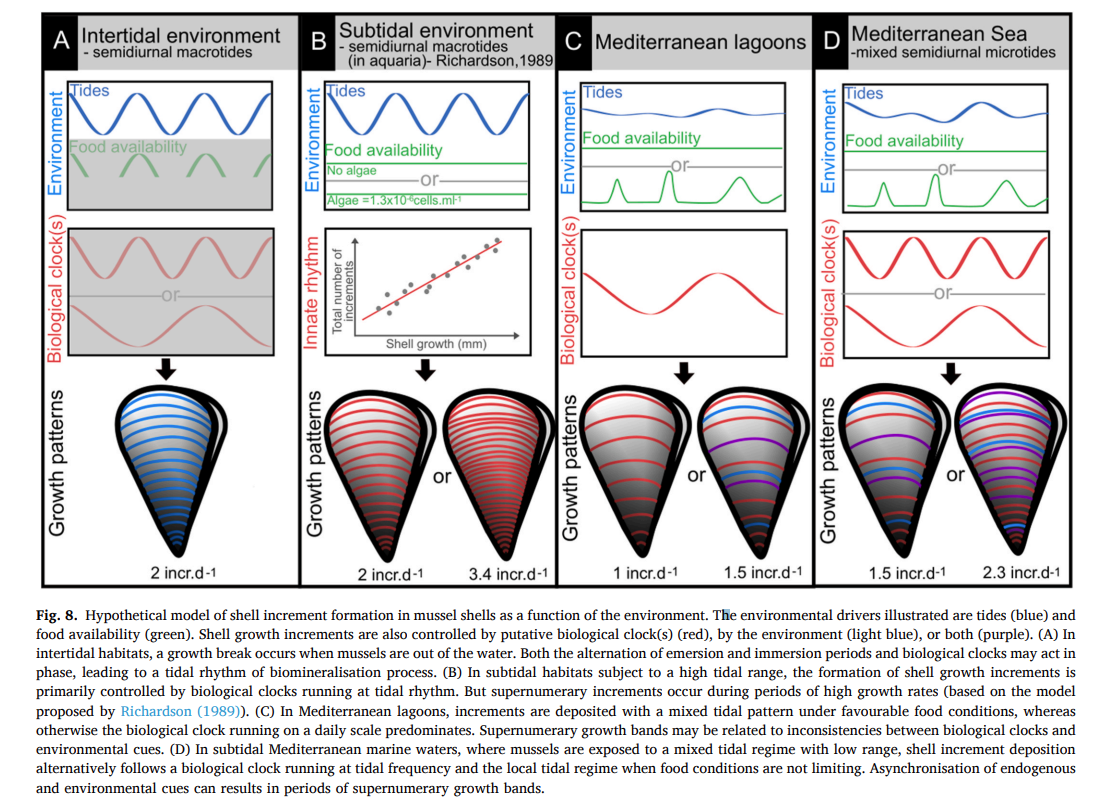 A Intertidal environment
- semidiurnal macrotides
Tides
Environment
Food availability
Biological clock(s)
or
Growth patterns
2 incr.d-1
B Subtidal environment
- semidiurnal macrotides
(in aquaria)- Richardson,1989
Tides
Environment
Food availability
No algae
or
Algae =1.3x10-6cells.ml-1
Innate rhythm
Total number of
increments
Shell growth (mm)
Growth patterns
or
2 incr.d-1
3.4 incr.d-1
C Mediterranean lagoons
Tides
Environment
Food availability
or
Biological clock(s)
Growth patterns
or
1 incr.d-1
1.5 incr.d-1
D Mediterranean Sea
-mixed semidiurnal microtides
Tides
Environment
Food availability
or
Biological clock(s)
or
Growth patterns
or
1.5 incr.d-1
2.3 incr.d-1
Fig. 8. Hypothetical model of shell increment formation in mussel shells as a function of the environment. The environmental drivers illustrated are tides (blue) and
food availability (green). Shell growth increments are also controlled by putative biological clock(s) (red), by the environment (light blue), or both (purple). (A) In
intertidal habitats, a growth break occurs when mussels are out of the water. Both the alternation of emersion and immersion periods and biological clocks may act in
phase, leading to a tidal rhythm of biomineralisation process. (B) In subtidal habitats subject to a high tidal range, the formation of shell growth increments is
primarily controlled by biological clocks running at tidal rhythm. But supernumerary increments occur during periods of high growth rates (based on the model
proposed by Richardson (1989)). (C) In Mediterranean lagoons, increments are deposited with a mixed tidal pattern under favourable food conditions, whereas
otherwise the biological clock running on a daily scale predominates. Supernumerary growth bands may be related to inconsistencies between biological clocks and
environmental cues. (D) In subtidal Mediterranean marine waters, where mussels are exposed to a mixed tidal regime with low range, shell increment deposition
alternatively follows a biological clock running at tidal frequency and the local tidal regime when food conditions are not limiting. Asynchronisation of endogenous
and environmental cues can results in periods of supernumerary growth bands.